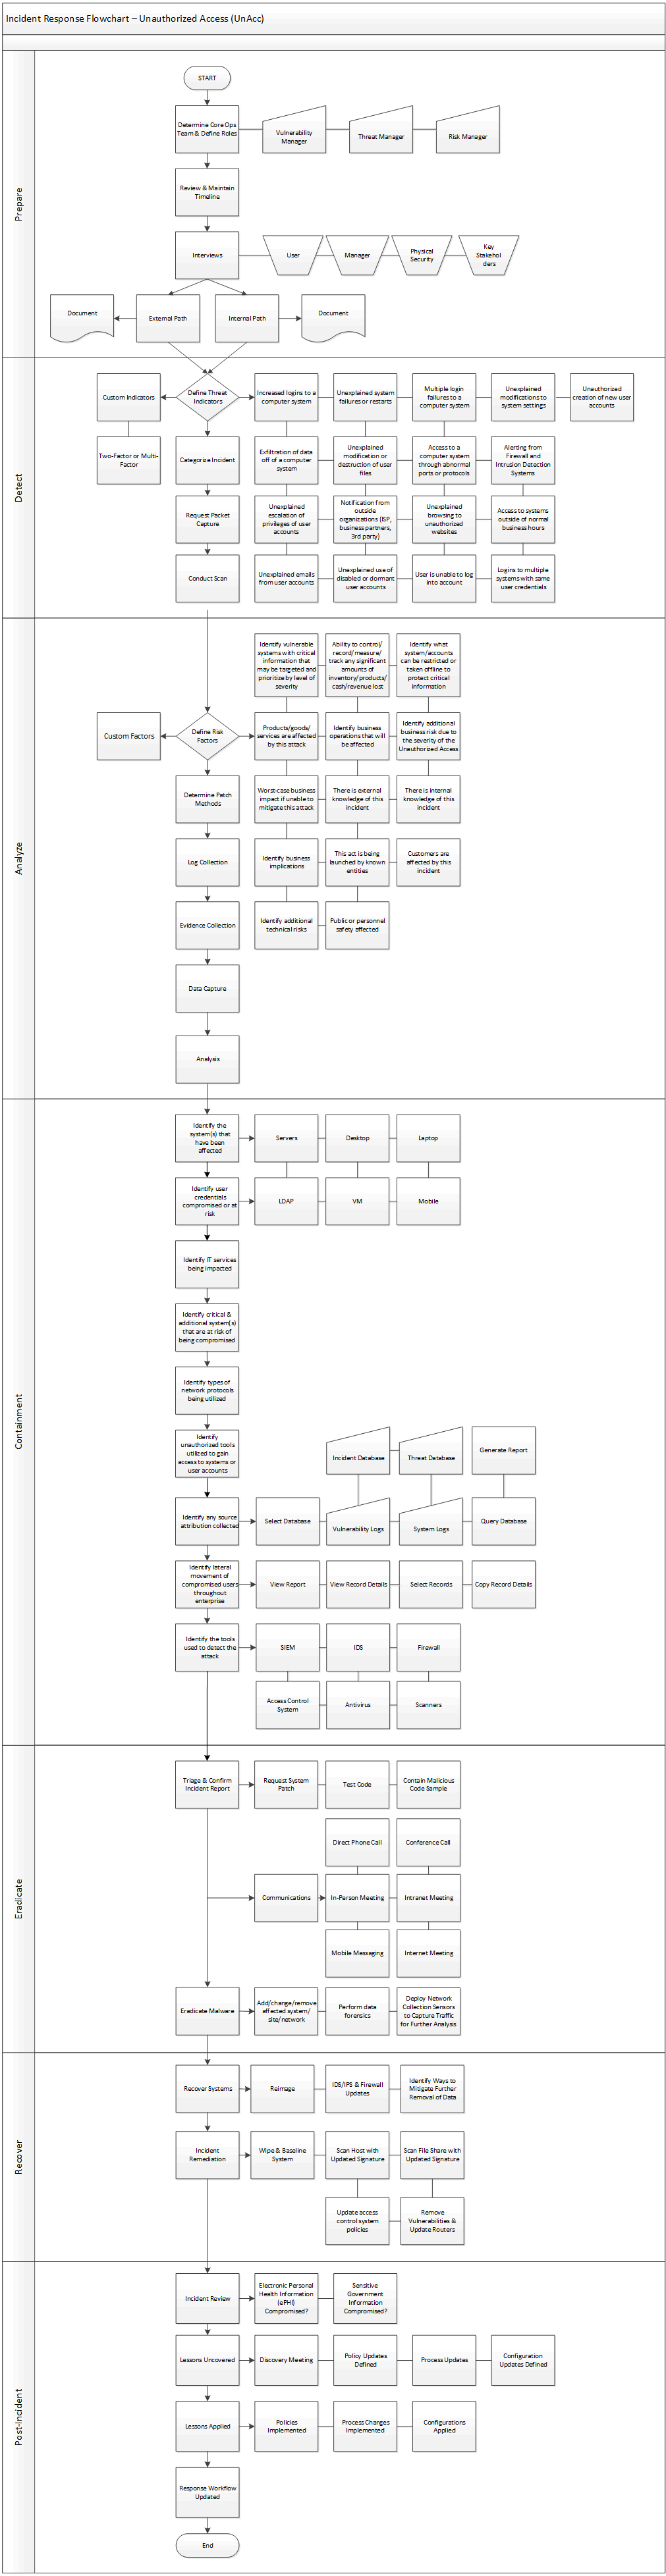 Incident Response Flowchart – Unauthorized Access (UnAcc)
Prepare
START
Determine Core Ops
Team & Define Roles
Vulnerability
Manager
Threat Manager
Risk Manager
Review & Maintain
Timeline
Interviews
User
Manager
Physical
Security
Key
Stakehol
ders
Document
External Path
Internal Path
Document
Detect
Custom Indicators
Define Threat
Indicators
Increased logins to a
computer system
Unexplained system
failures or restarts
Multiple login
failures to a
computer system
Unexplained
modifications to
system settings
Unauthorized
creation of new user
accounts
Two-Factor or Multi-
Factor
Categorize Incident
Exfiltration of data
off of a computer
system
Unexplained
modification or
destruction of user
files
Access to a
computer system
through abnormal
ports or protocols
Alerting from
Firewall and
Intrusion Detection
Systems
Request Packet
Capture
Unexplained
escalation of
privileges of user
accounts
Notification from
outside
organizations (ISP,
business partners,
3rd party)
Unexplained
browsing to
unauthorized
websites
Access to systems
outside of normal
business hours
Conduct Scan
Unexplained emails
from user accounts
Unexplained use of
disabled or dormant
user accounts
User is unable to log
into account
Logins to multiple
systems with same
user credentials
Analyze
Identify vulnerable
systems with critical
information that
may be targeted and
prioritize by level of
severity
Ability to control/
record/measure/
track any significant
amounts of
inventory/products/
cash/revenue lost
Identify what
system/accounts
can be restricted or
taken offline to
protect critical
information
Custom Factors
Define Risk
Factors
Products/goods/
services are affected
by this attack
Identify business
operations that will
be affected
Identify additional
business risk due to
the severity of the
Unauthorized Access
Determine Patch
Methods
Worst-case business
impact if unable to
mitigate this attack
There is external
knowledge of this
incident
There is internal
knowledge of this
incident
Log Collection
Identify business
implications
This act is being
launched by known
entities
Customers are
affected by this
incident
Evidence Collection
Identify additional
technical risks
Public or personnel
safety affected
Data Capture
Analysis
Containment
Identify the
system(s) that
have been
affected
Servers
Desktop
Laptop
Identify user
credentials
compromised or at
risk
LDAP
VM
Mobile
Identify IT services
being impacted
Identify critical &
additional system(s)
that are at risk of
being compromised
Identify types of
network protocols
being utilized
Identify
unauthorized tools
utilized to gain
access to systems or
user accounts
Incident Database
Threat Database
Generate Report
Identify any source
attribution collected
Select Database
Vulnerability Logs
System Logs
Query Database
Identify lateral
movement of
compromised users
throughout
enterprise
View Report
View Record Details
Select Records
Copy Record Details
Identify the tools
used to detect the
attack
SIEM
IDS
Firewall
Access Control
System
Antivirus
Scanners
Eradicate
Triage & Confirm
Incident Report
Request System
Patch
Test Code
Contain Malicious
Code Sample
Direct Phone Call
Conference Call
Communications
In-Person Meeting
Intranet Meeting
Mobile Messaging
Internet Meeting
Eradicate Malware
Add/change/remove
affected system/
site/network
Perform data
forensics
Deploy Network
Collection Sensors
to Capture Traffic
for Further Analysis
Recover
Recover Systems
Reimage
IDS/IPS & Firewall
Updates
Identify Ways to
Mitigate Further
Removal of Data
Incident
Remediation
Wipe & Baseline
System
Scan Host with
Updated Signature
Scan File Share with
Updated Signature
Update access
control system
policies
Remove
Vulnerabilities &
Update Routers
Post-Incident
Incident Review
Electronic Personal
Health Information
(ePHI)
Compromised?
Sensitive
Government
Information
Compromised?
Lessons Uncovered
Discovery Meeting
Policy Updates
Defined
Process Updates
Configuration
Updates Defined
Lessons Applied
Policies
Implemented
Process Changes
Implemented
Configurations
Applied
Response Workflow
Updated
End